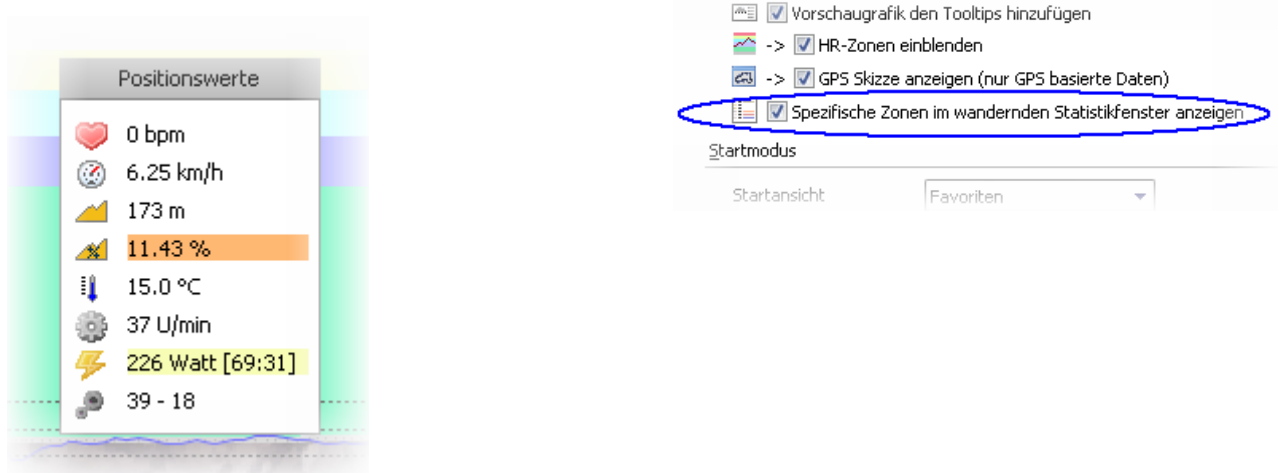 Positionswerte
0 bpm
6.25 km/h
173 m
11.43 %
15.0 °C
37 U/min
226 Watt [69:31]
39 - 18
Vorschaugrafik den Tooltips hinzufügen
-> HR-Zonen einblenden
-> GPS Skizze anzeigen (nur GPS basierte Daten)
Spezifische Zonen im wandernden Statistikfenster anzeigen
Startmodus
Startansicht Favoriten